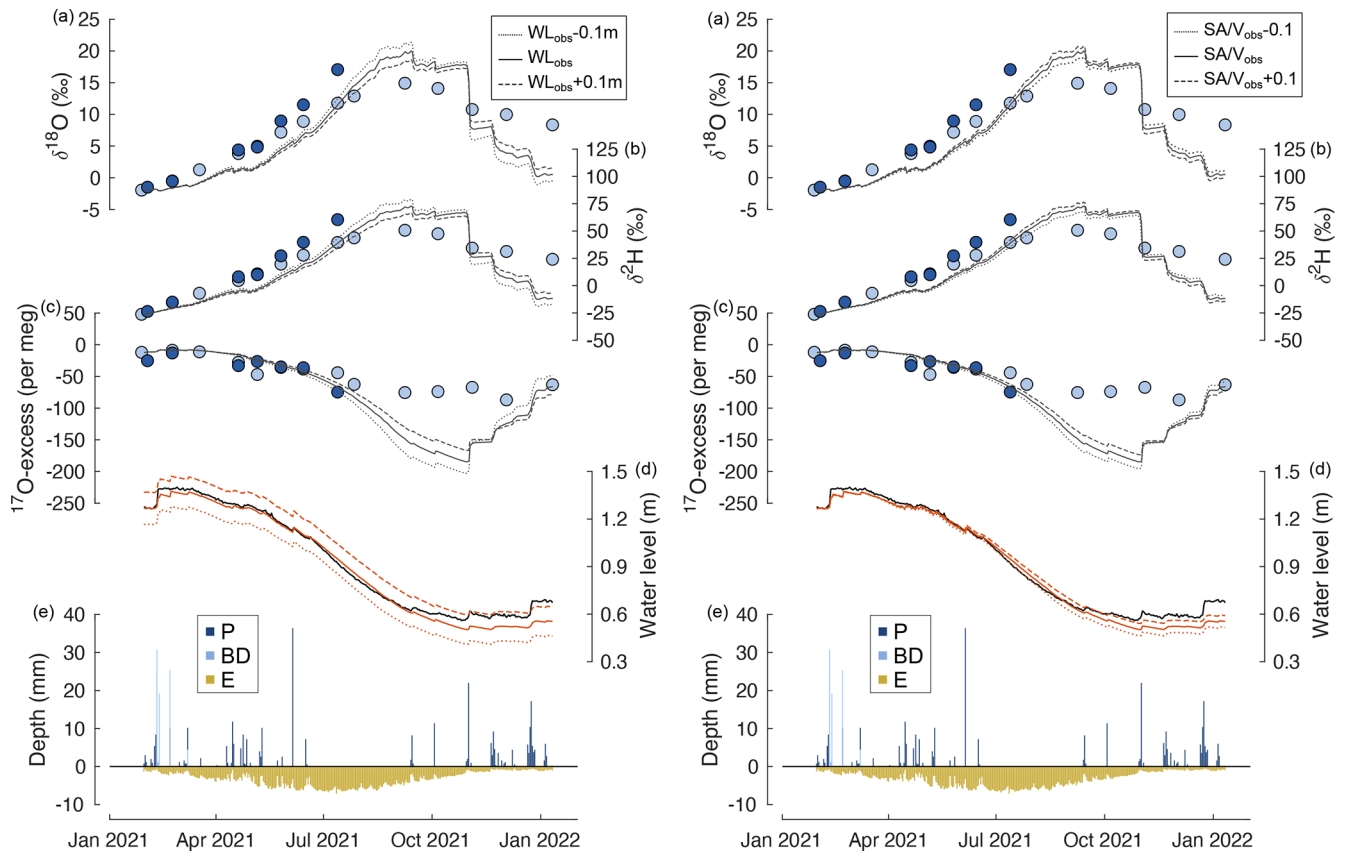 (a)
25
20
15
10
5
0
-5
δ18O (‰)
WLobs-0.1m
WLobs
WLobs+0.1m
125 (b)
100
75
50
25
0
-25
-50
δ2H (‰)
(c)
50
0
-50
-100
-150
-200
-250
17O-excess (per meg)
1.5 (d)
1.2
0.9
0.6
0.3
Water level (m)
(e)
40
30
20
10
0
-10
Depth (mm)
P
BD
E
Jan 2021 Apr 2021 Jul 2021 Oct 2021 Jan 2022
(a)
25
20
15
10
5
0
-5
δ18O (‰)
SA/Vobs-0.1
SA/Vobs
SA/Vobs+0.1
125 (b)
100
75
50
25
0
-25
-50
δ2H (‰)
(c)
50
0
-50
-100
-150
-200
-250
17O-excess (per meg)
1.5 (d)
1.2
0.9
0.6
0.3
Water level (m)
(e)
40
30
20
10
0
-10
Depth (mm)
P
BD
E
Jan 2021 Apr 2021 Jul 2021 Oct 2021 Jan 2022